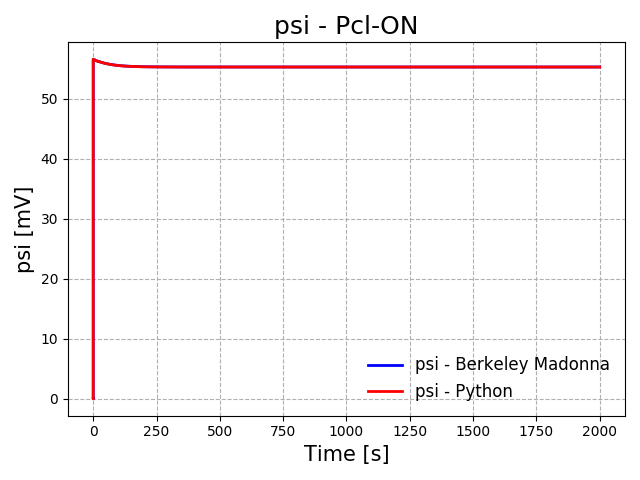 psi - Pcl-ON
psi [mV]
50
40
30
20
10
0
psi - Berkeley Madonna
psi - Python
0 250 500 750 1000 1250 1500 1750 2000
Time [s]